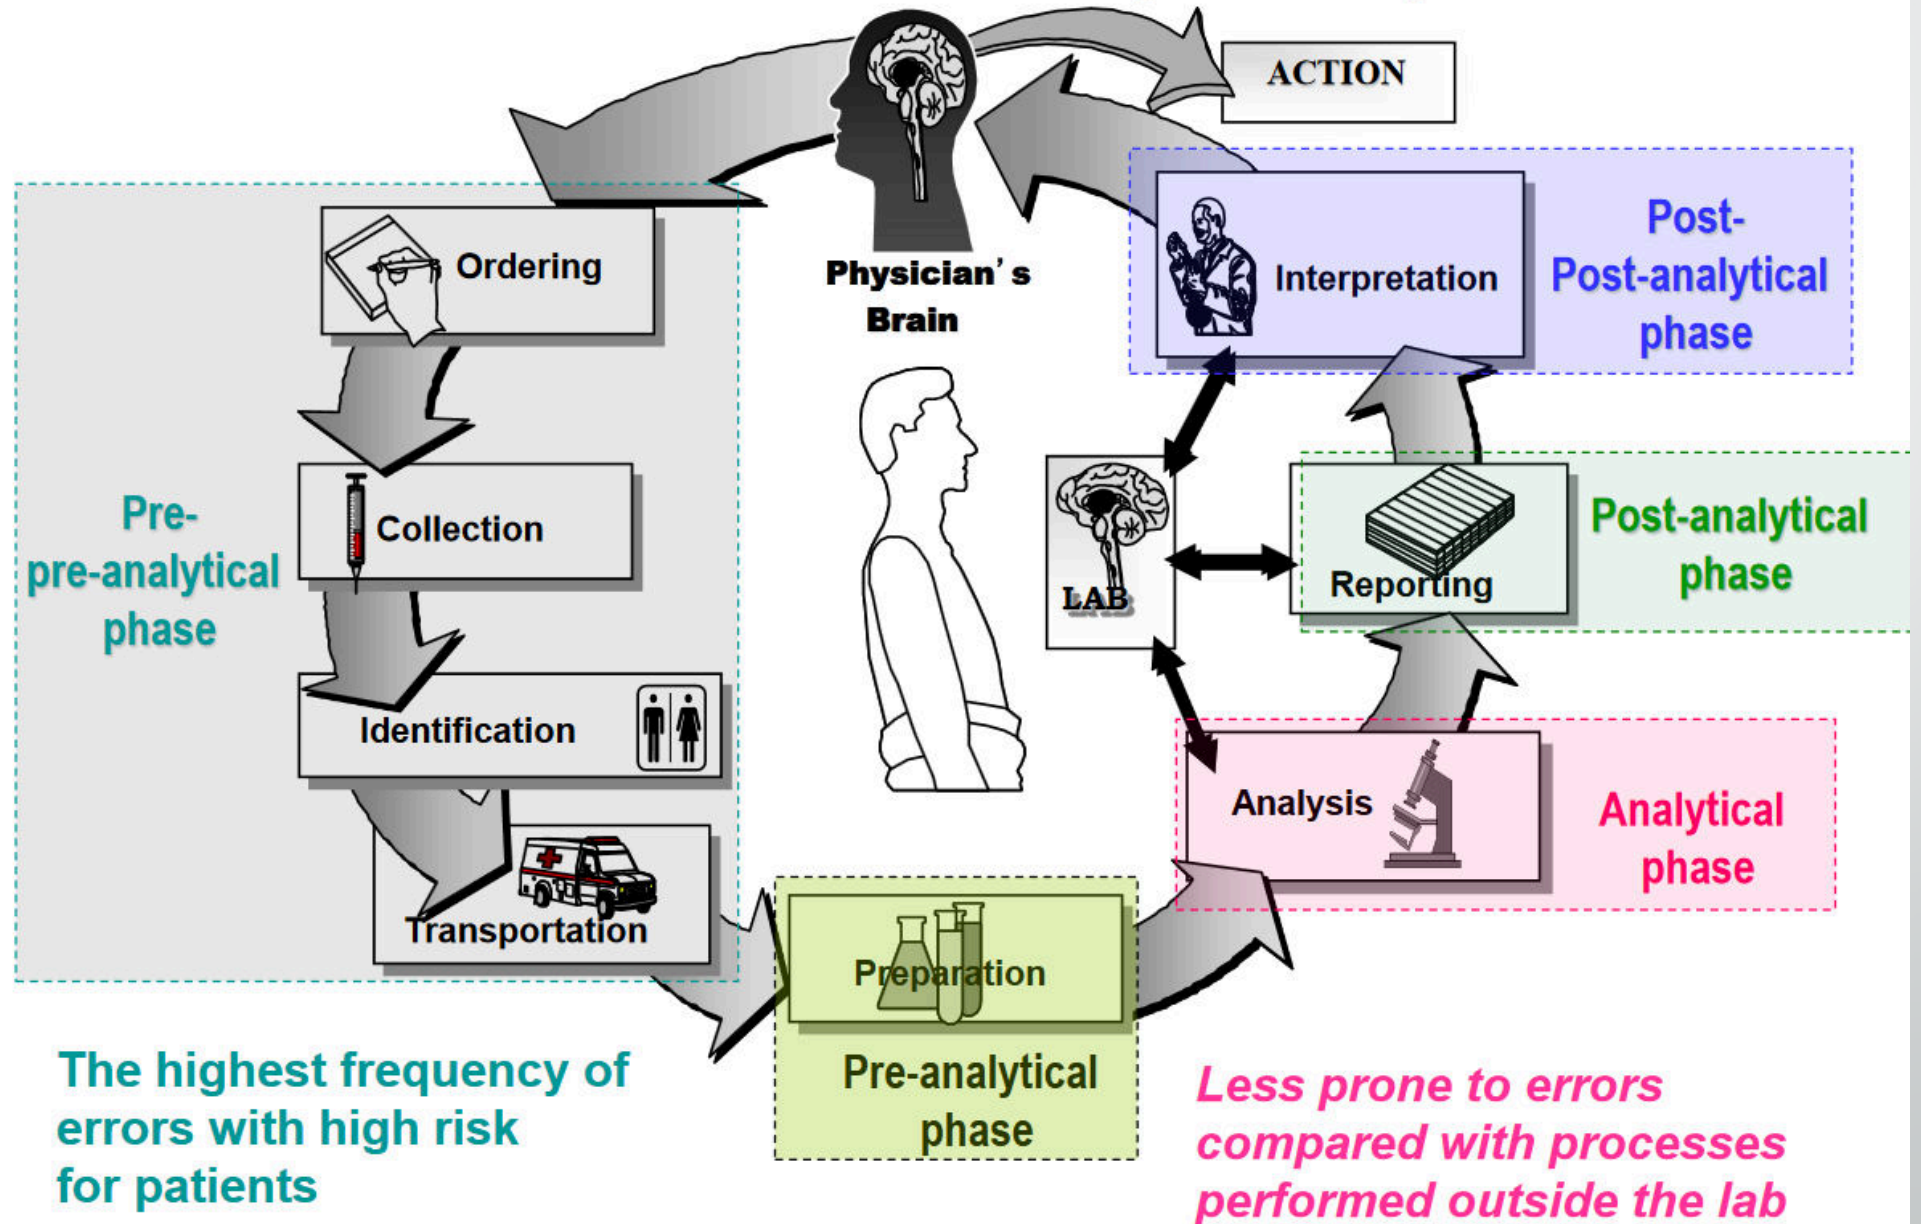 ACTION
Ordering
Physician’s
Brain
Interpretation
Post-
Post-analytical
phase
Pre-
pre-analytical
phase
Collection
LAB
Reporting
Post-analytical
phase
Identification
Analysis
Analytical
phase
Transportation
Preparation
Pre-analytical
phase
The highest frequency of
errors with high risk
for patients
Less prone to errors
compared with processes
performed outside the lab